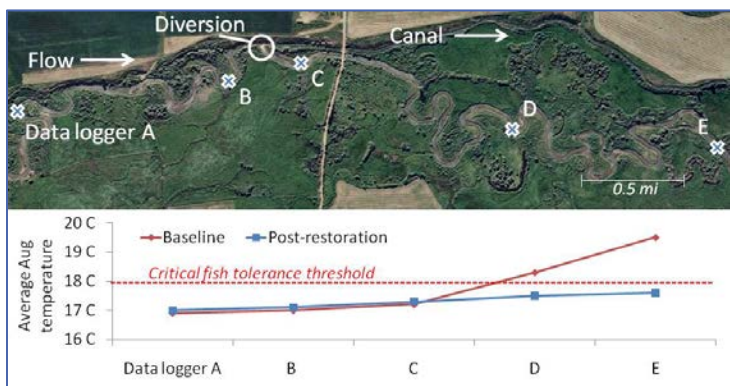 Diversion
Canal
Flow
C
B
D
Data logger A
E
0.5 mi
20 C
Baseline
Post-restoration
19 C
Critical fish tolerance threshold
18 C
17 C
16 C
Average Aug
temperature
Data logger A
B
C
D
E